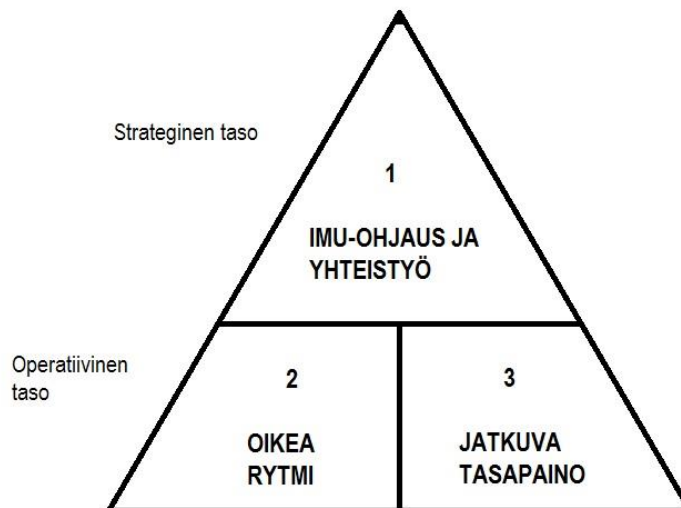 Strateginen taso
1
IMU-OHJAUS JA
YHTEISTYÖ
Operatiivinen
taso
2
OIKEA
RYTMI
3
JATKUVA
TASAPAINO